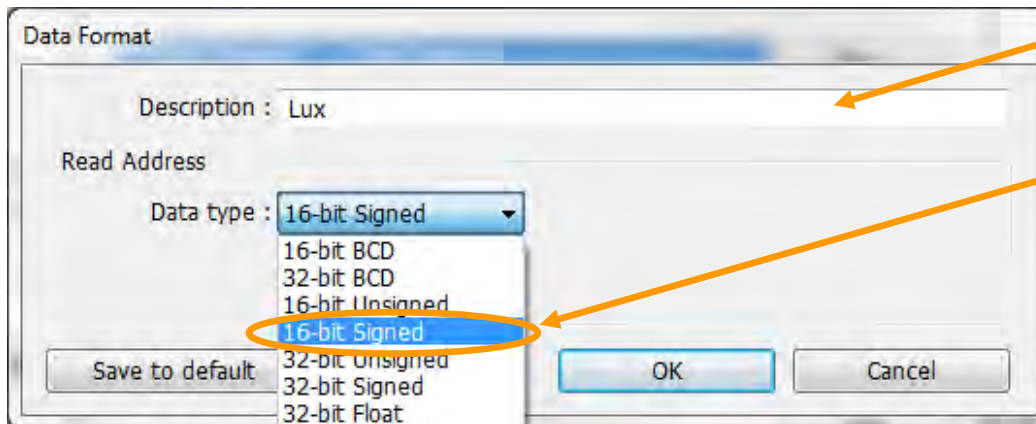 Data Format
Description : Lux
Read Address
Data type : 16-bit Signed
16-bit BCD
32-bit BCD
16-bit Unsigned
16-bit Signed
32-bit Unsigned
32-bit Signed
32-bit Float
Save to default
OK
Cancel